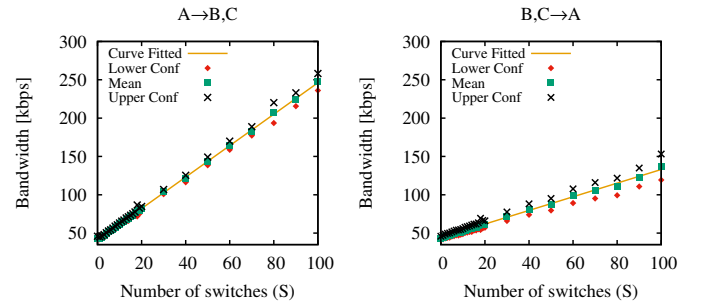 A→B,C
300
250
200
150
100
50
0 20 40 60 80 100
Bandwidth [kbps]
Number of switches (S)
Curve Fitted
Lower Conf
Mean
Upper Conf
B,C→A
300
250
200
150
100
50
0 20 40 60 80 100
Bandwidth [kbps]
Number of switches (S)
Curve Fitted
Lower Conf
Mean
Upper Conf